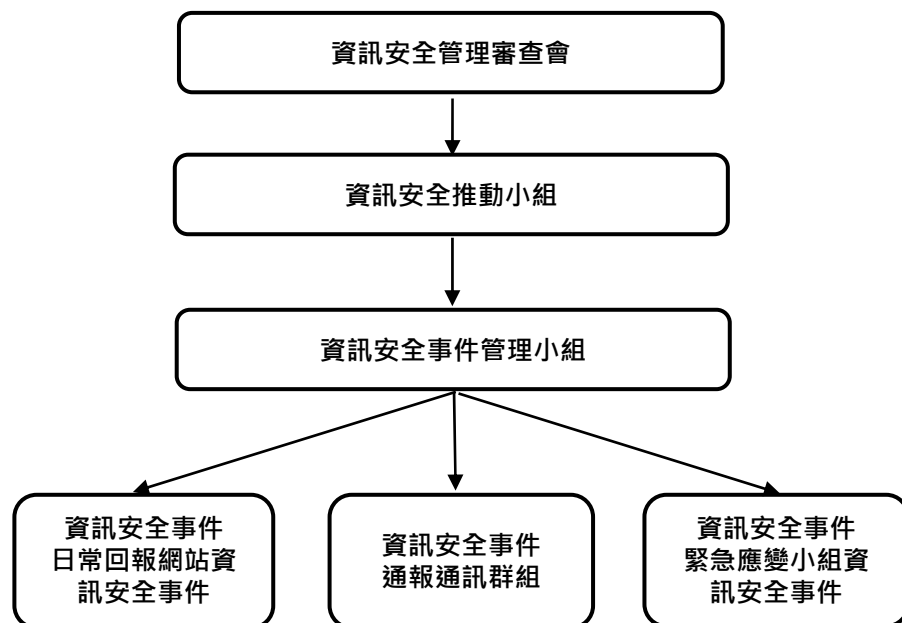 資訊安全管理審查會
資訊安全推動小組
資訊安全事件管理小組
資訊安全事件
日常回報網站資
訊安全事件
資訊安全事件
通報通訊群組
資訊安全事件
緊急應變小組資
訊安全事件